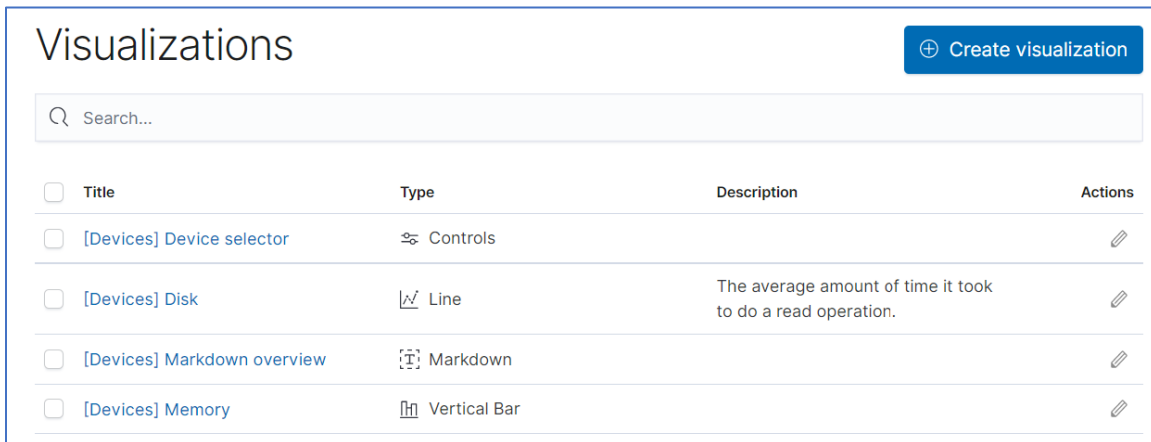 Visualizations
Create visualization
Search...
Title Type Description Actions
[Devices] Device selector Controls
[Devices] Disk Line The average amount of time it took
to do a read operation.
[Devices] Markdown overview Markdown
[Devices] Memory Vertical Bar